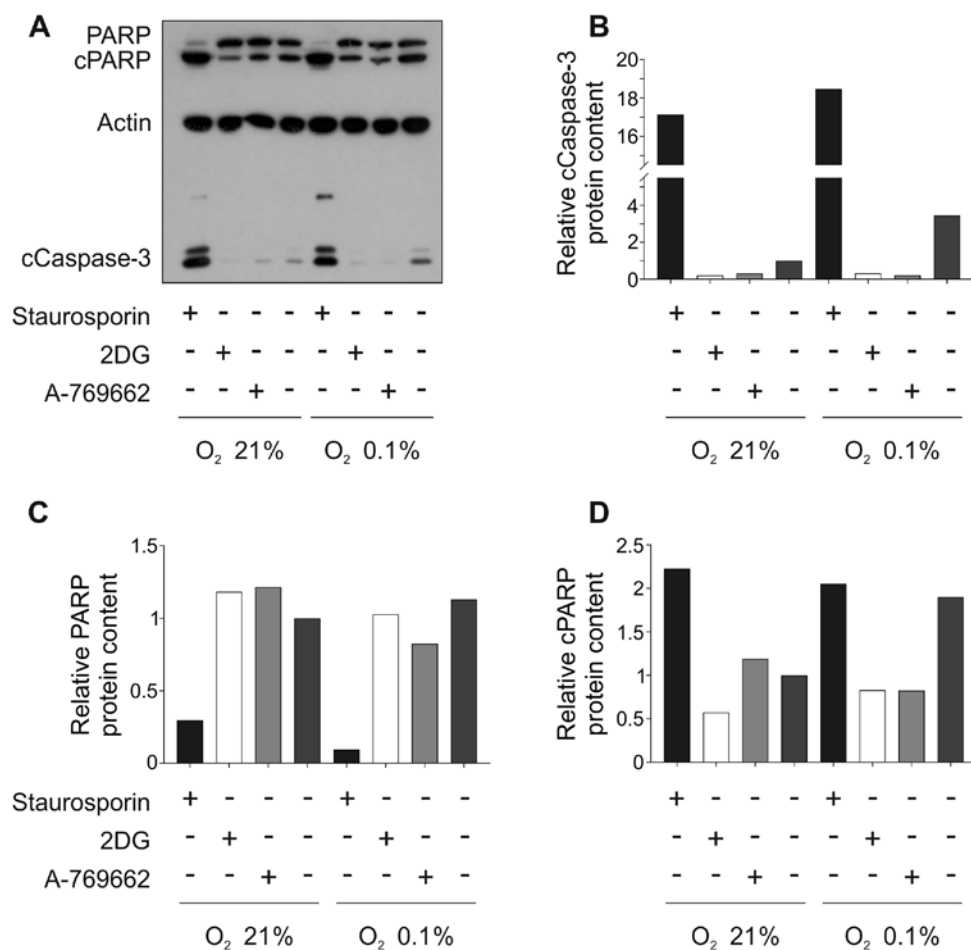 A
PARP
cPARP
Actin
cCaspase-3
Staurosporin + - - - + - - -
2DG - + - - - + - -
A-769662 - - + - - - + -
O₂ 21% O₂ 0.1%
B
Relative cCaspase-3
protein content
20
18
16
4
2
0
+ - - - + - - -
- + - - - + - -
- - + - - - + -
O₂ 21% O₂ 0.1%
C
Relative PARP
protein content
1.5
1
0.5
0
Staurosporin + - - - + - - -
2DG - + - - - + - -
A-769662 - - + - - - + -
O₂ 21% O₂ 0.1%
D
Relative cPARP
protein content
2.5
2
1.5
1
0.5
0
+ - - - + - - -
- + - - - + - -
- - + - - - + -
O₂ 21% O₂ 0.1%